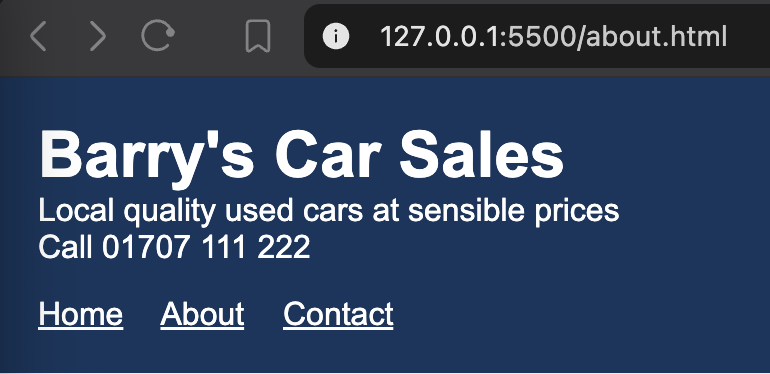 127.0.0.1:5500/about.html
Barry's Car Sales
Local quality used cars at sensible prices
Call 01707 111 222
Home About Contact